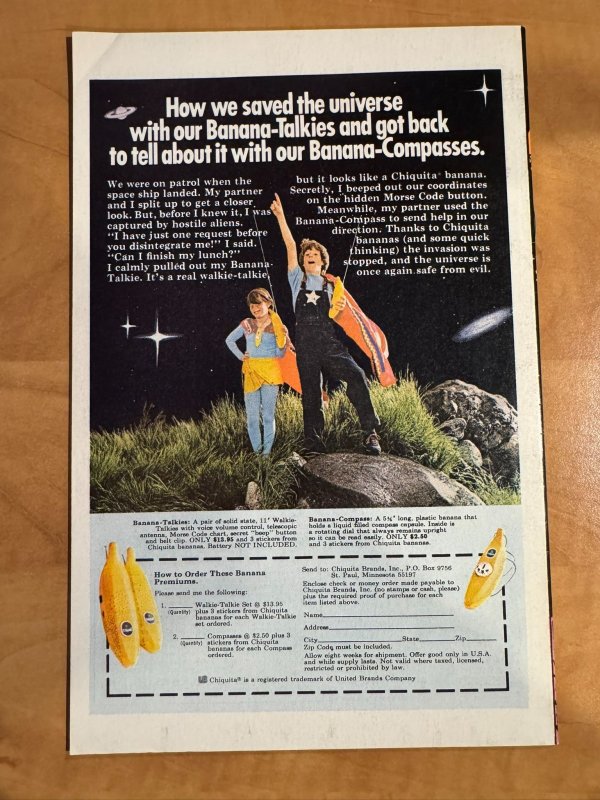 How we saved the universe
with our Banana-Talkies and got back
to tell about it with our Banana-Compasses.
We were on patrol when the
space ship landed. My partner
and I split up to get a closer
look. But, before I knew it, I was
captured by hostile aliens.
"I have just one request before
you disintegrate me!" I said.
"Can I finish my lunch?"
I calmly pulled out my Banana-
Talkie. It's a real walkie-talkie
but it looks like a Chiquita® banana.
Secretly, I beeped out our coordinates
on the hidden Morse Code button.
Meanwhile, my partner used the
Banana-Compass to send help in our
direction. Thanks to Chiquita
bananas (and some quick
thinking) the invasion was
stopped, and the universe is
once again safe from evil.
Banana-Talkies: A pair of solid state, 11" Walkie-
Talkies with voice volume control, telescopic
antenna, Morse Code chart, secret "beep" button
and belt clip. ONLY $13.95 and 3 stickers from
Chiquita bananas. Battery NOT INCLUDED.
Banana-Compass: A 5¾" long, plastic banana that
holds a liquid filled compass capsule. Inside is
a rotating dial that always remains upright
so it can be read easily. ONLY $2.50
and 3 stickers from Chiquita bananas.
How to Order These Banana
Premiums.
Please send me the following:
1. ______ Walkie-Talkie Set @ $13.95
(Quantity) plus 3 stickers from Chiquita
bananas for each Walkie-Talkie
set ordered.
2. ______ Compasses @ $2.50 plus 3
(Quantity) stickers from Chiquita
bananas for each Compass
ordered.
Send to: Chiquita Brands, Inc., P.O. Box 9756
St. Paul, Minnesota 55197
Enclose check or money order made payable to
Chiquita Brands, Inc. (no stamps or cash, please)
plus the required proof of purchase for each
item listed above.
Name
Address
City State Zip
Zip Code must be included.
Allow eight weeks for shipment. Offer good only in U.S.A.
and while supply lasts. Not valid where taxed, licensed,
restricted or prohibited by law.
Chiquita® is a registered trademark of United Brands Company